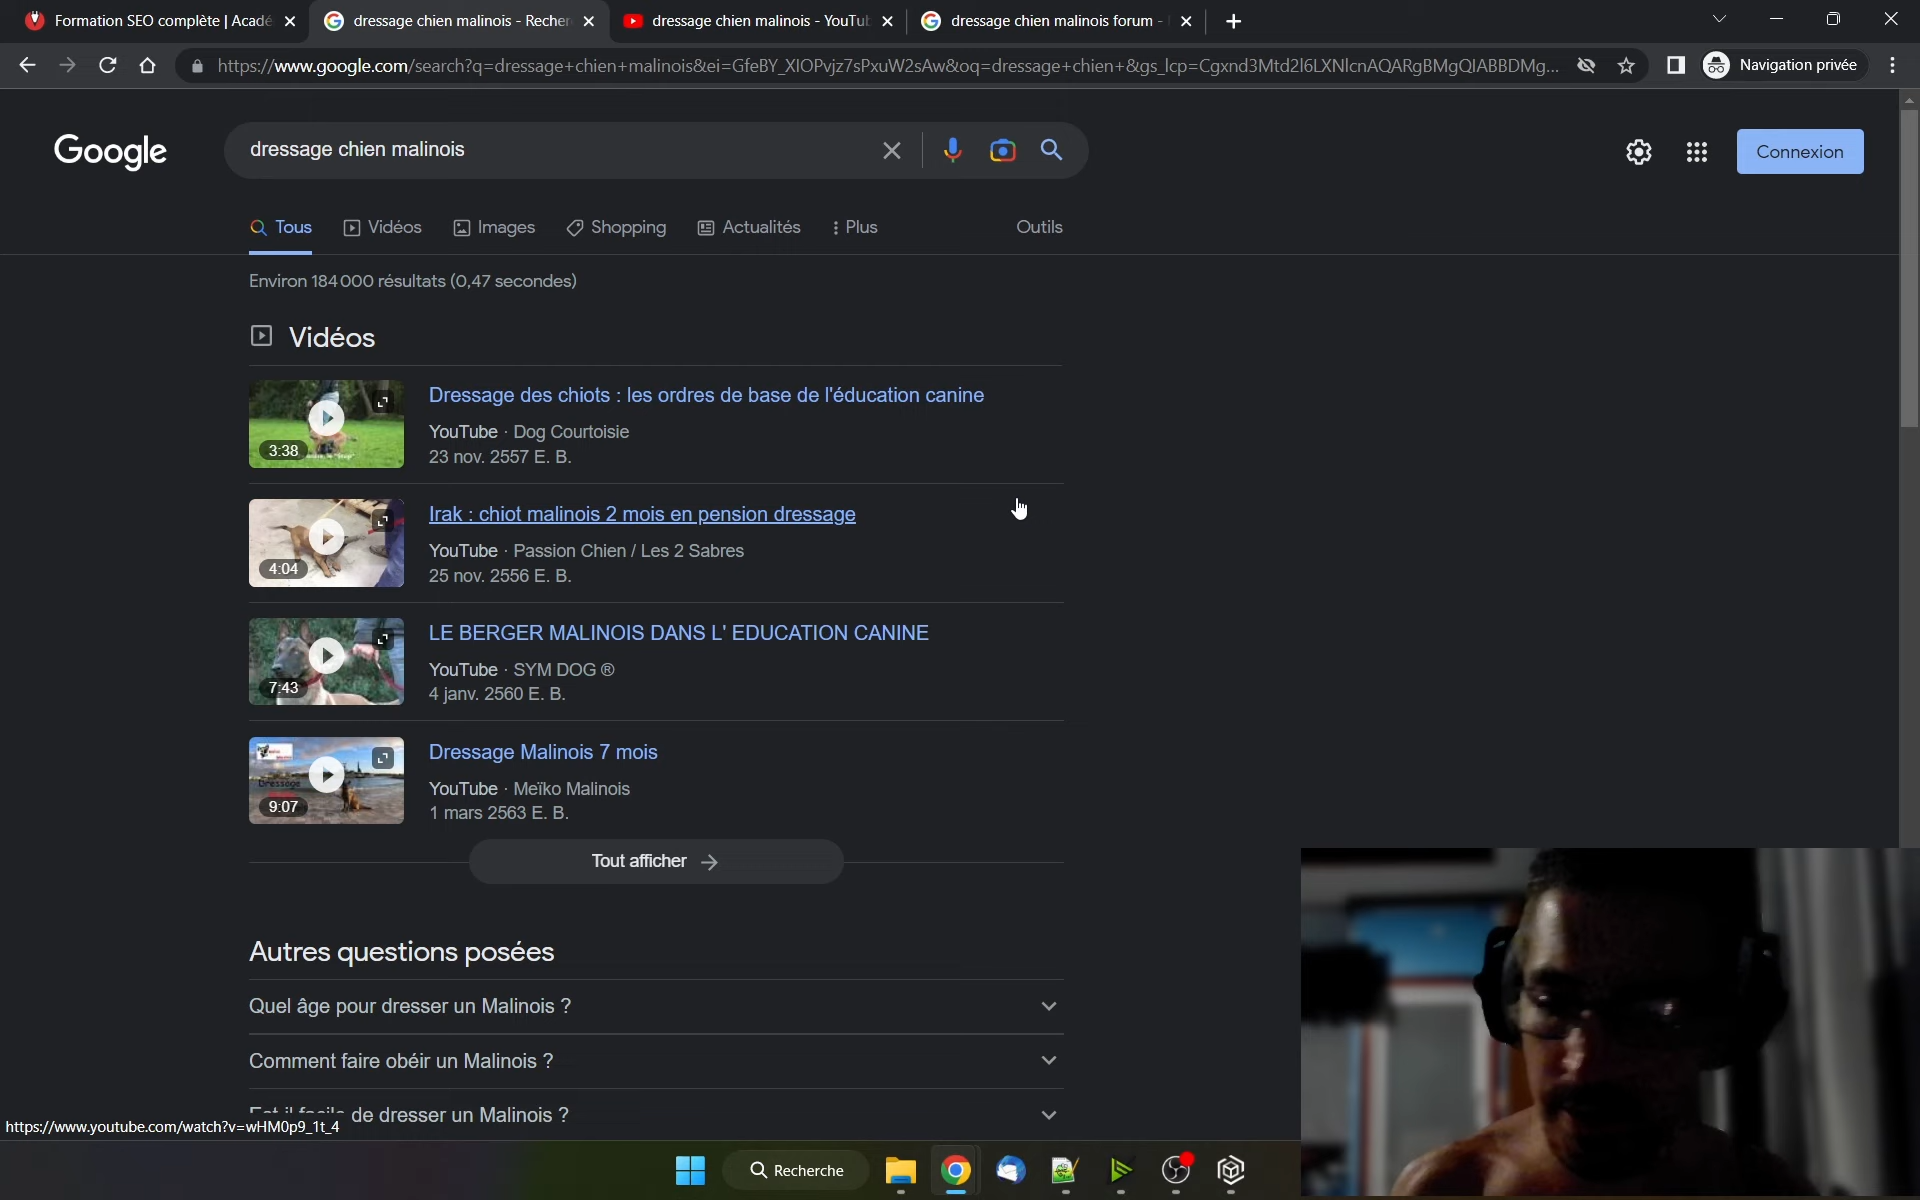 Formation SEO complète | Acadé
dressage chien malinois - Recher
dressage chien malinois - YouTub
dressage chien malinois forum -
https://www.google.com/search?q=dressage+chien+malinois&ei=GfeBY_XIOPvjz7sPxuW2sAw&oq=dressage+chien+&gs_lcp=Cgxnd3Mtd2l6LXNlcnAQARgBMgQIABBDMg...
Navigation privée
Google
dressage chien malinois
Connexion
Tous
Vidéos
Images
Shopping
Actualités
Plus
Outils
Environ 184 000 résultats (0,47 secondes)
Vidéos
Dressage des chiots : les ordres de base de l'éducation canine
YouTube · Dog Courtoisie
23 nov. 2557 E. B.
3:38
Irak : chiot malinois 2 mois en pension dressage
YouTube · Passion Chien / Les 2 Sabres
25 nov. 2556 E. B.
4:04
LE BERGER MALINOIS DANS L' EDUCATION CANINE
YouTube · SYM DOG ®
4 janv. 2560 E. B.
7:43
Dressage Malinois 7 mois
YouTube · Meïko Malinois
1 mars 2563 E. B.
Dressage
9:07
Tout afficher
Autres questions posées
Quel âge pour dresser un Malinois ?
Comment faire obéir un Malinois ?
Est-il facile de dresser un Malinois ?
https://www.youtube.com/watch?v=wHM0p9_1t_4
Recherche